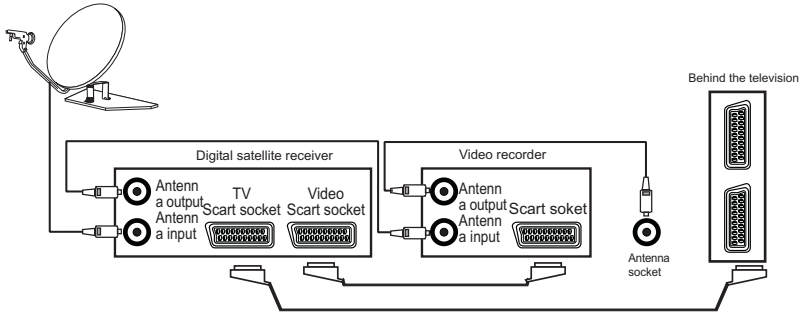 Behind the television
Digital satellite receiver
Video recorder
Antenn
a output
Antenn
a input
TV
Scart socket
Video
Scart socket
Antenn
a output
Antenn
a input
Scart soket
Antenna
socket